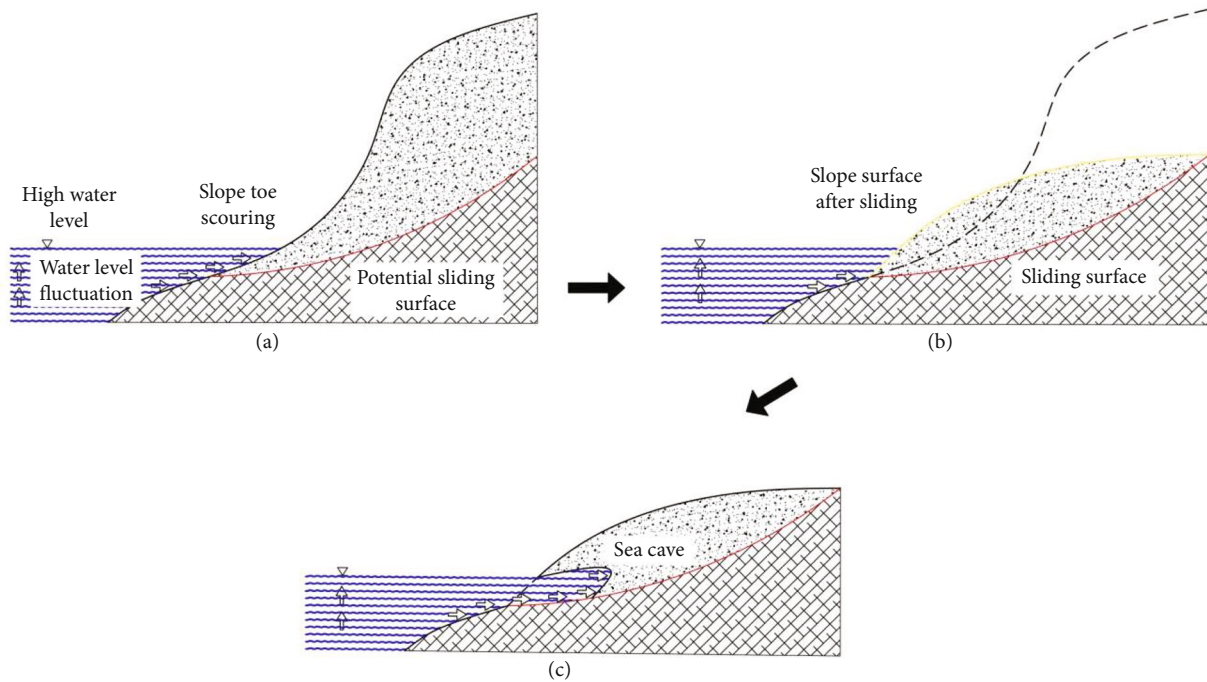 High water
level
Slope toe
scouring
Water level
fluctuation
Potential sliding
surface
(a)
Slope surface
after sliding
Sliding surface
(b)
Sea cave
(c)